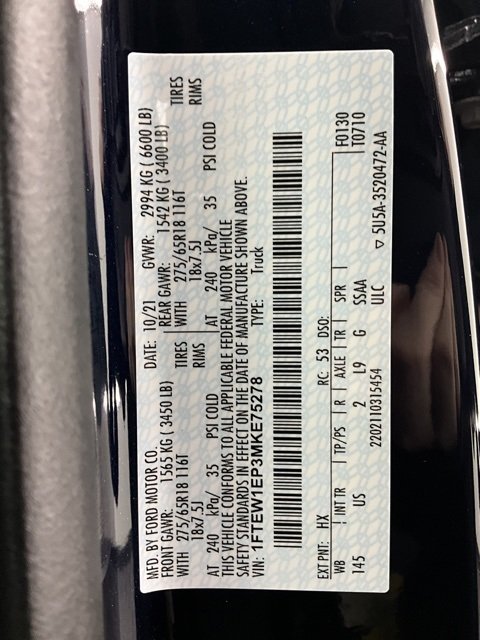 MFD. BY FORD MOTOR CO. DATE: 10/21 GVWR: 2994 KG ( 6600 LB)
FRONT GAWR: 1565 KG ( 3450 LB) REAR GAWR: 1542 KG ( 3400 LB)
WITH 275/65R18 116T TIRES WITH 275/65R18 116T TIRES
18x7.5J RIMS 18x7.5J RIMS
AT 240 kPa/ 35 PSI COLD AT 240 kPa/ 35 PSI COLD
THIS VEHICLE CONFORMS TO ALL APPLICABLE FEDERAL MOTOR VEHICLE
SAFETY STANDARDS IN EFFECT ON THE DATE OF MANUFACTURE SHOWN ABOVE.
VIN: 1FTEW1EP3MKE75278 TYPE: Truck
F0130
T0710
EXT PNT: HX RC: 53 DSO:
WB | INT TR | TP/PS | R | AXLE | TR | SPR
145 US 2 L9 G SSAA
2202110315454 ULC ▽ 5U5A-3520472-AA